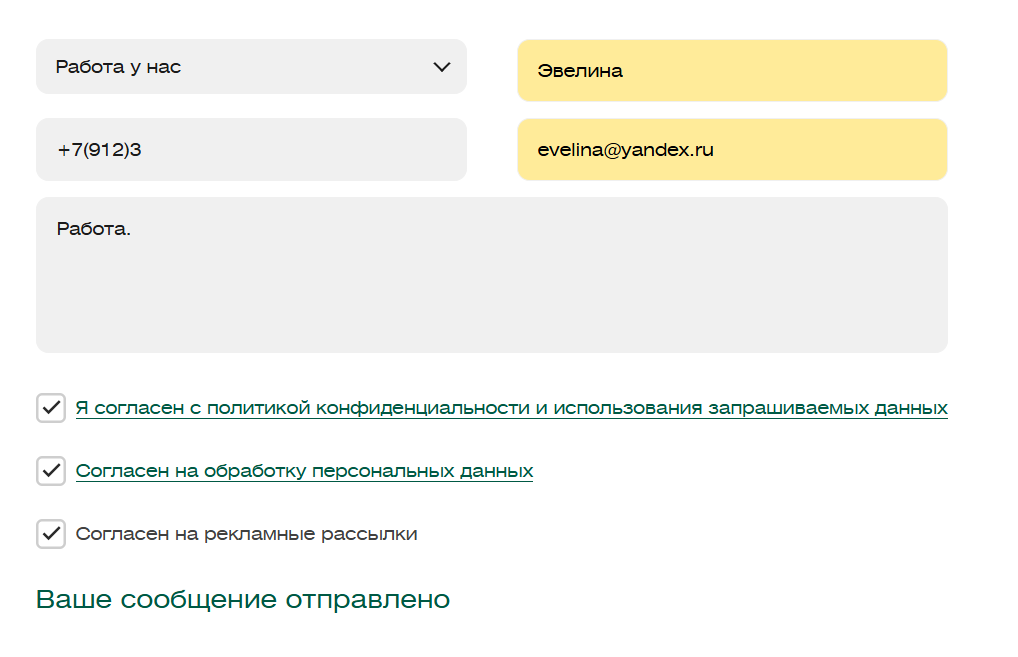 Работа у нас
Эвелина
+7(912)3
evelina@yandex.ru
Работа.
Я согласен с политикой конфиденциальности и использования запрашиваемых данных
Согласен на обработку персональных данных
Согласен на рекламные рассылки
Ваше сообщение отправлено